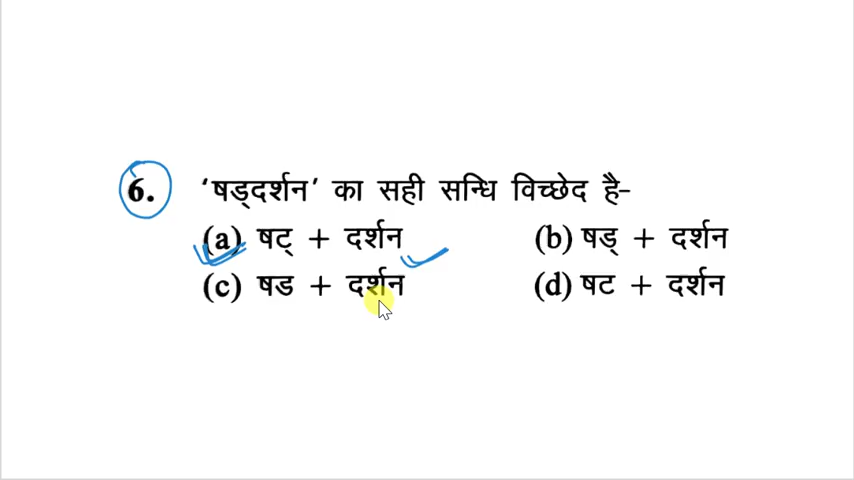 6. ‘षड्दर्शन’ का सही सन्धि विच्छेद है-
(a) षट् + दर्शन (b) षड् + दर्शन
(c) षड + दर्शन (d) षट + दर्शन